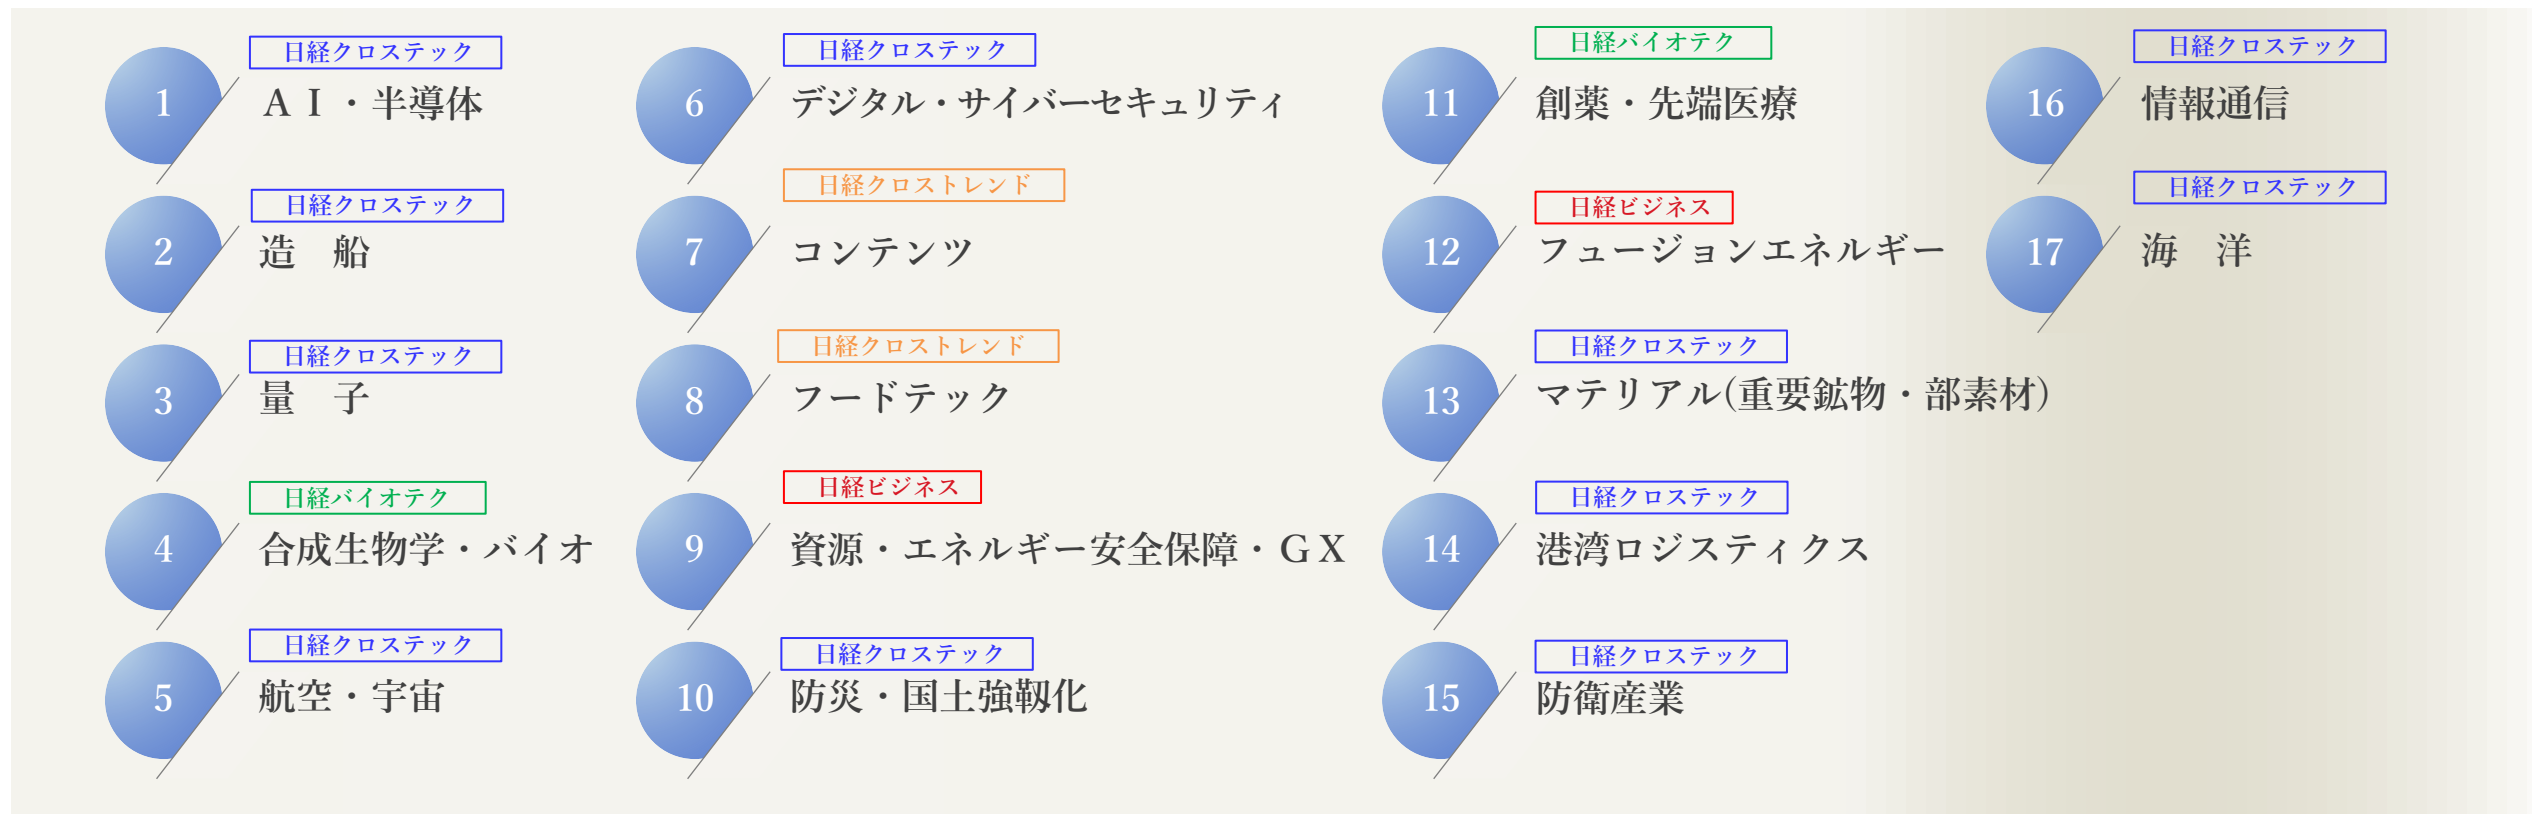 日経クロステック
1
ＡＩ・半導体
日経クロステック
2
造　船
日経クロステック
3
量　子
日経バイオテク
4
合成生物学・バイオ
日経クロステック
5
航空・宇宙
日経クロステック
6
デジタル・サイバーセキュリティ
日経クロストレンド
7
コンテンツ
日経クロストレンド
8
フードテック
日経ビジネス
9
資源・エネルギー安全保障・ＧＸ
日経クロステック
10
防災・国土強靱化
日経バイオテク
11
創薬・先端医療
日経ビジネス
12
フュージョンエネルギー
日経クロステック
13
マテリアル(重要鉱物・部素材)
日経クロステック
14
港湾ロジスティクス
日経クロステック
15
防衛産業
日経クロステック
16
情報通信
日経クロステック
17
海　洋